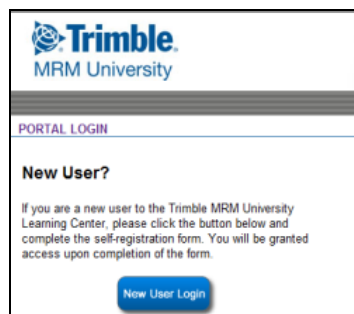 Trimble.
MRM University
PORTAL LOGIN
New User?
If you are a new user to the Trimble MRM University
Learning Center, please click the button below and
complete the self-registration form. You will be granted
access upon completion of the form.
New User Login